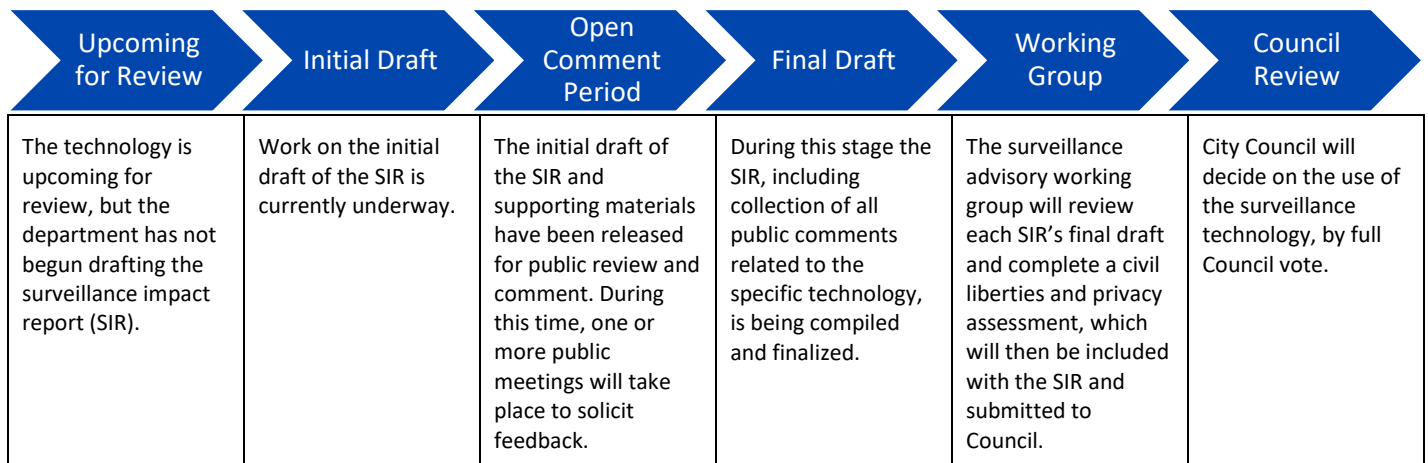 Upcoming
for Review
Initial Draft
Open
Comment
Period
Final Draft
Working
Group
Council
Review
The technology is
upcoming for
review, but the
department has not
begun drafting the
surveillance impact
report (SIR).
Work on the initial
draft of the SIR is
currently underway.
The initial draft of
the SIR and
supporting materials
have been released
for public review and
comment. During
this time, one or
more public
meetings will take
place to solicit
feedback.
During this stage the
SIR, including
collection of all
public comments
related to the
specific technology,
is being compiled
and finalized.
The surveillance
advisory working
group will review
each SIR’s final draft
and complete a civil
liberties and privacy
assessment, which
will then be included
with the SIR and
submitted to
Council.
City Council will
decide on the use of
the surveillance
technology, by full
Council vote.